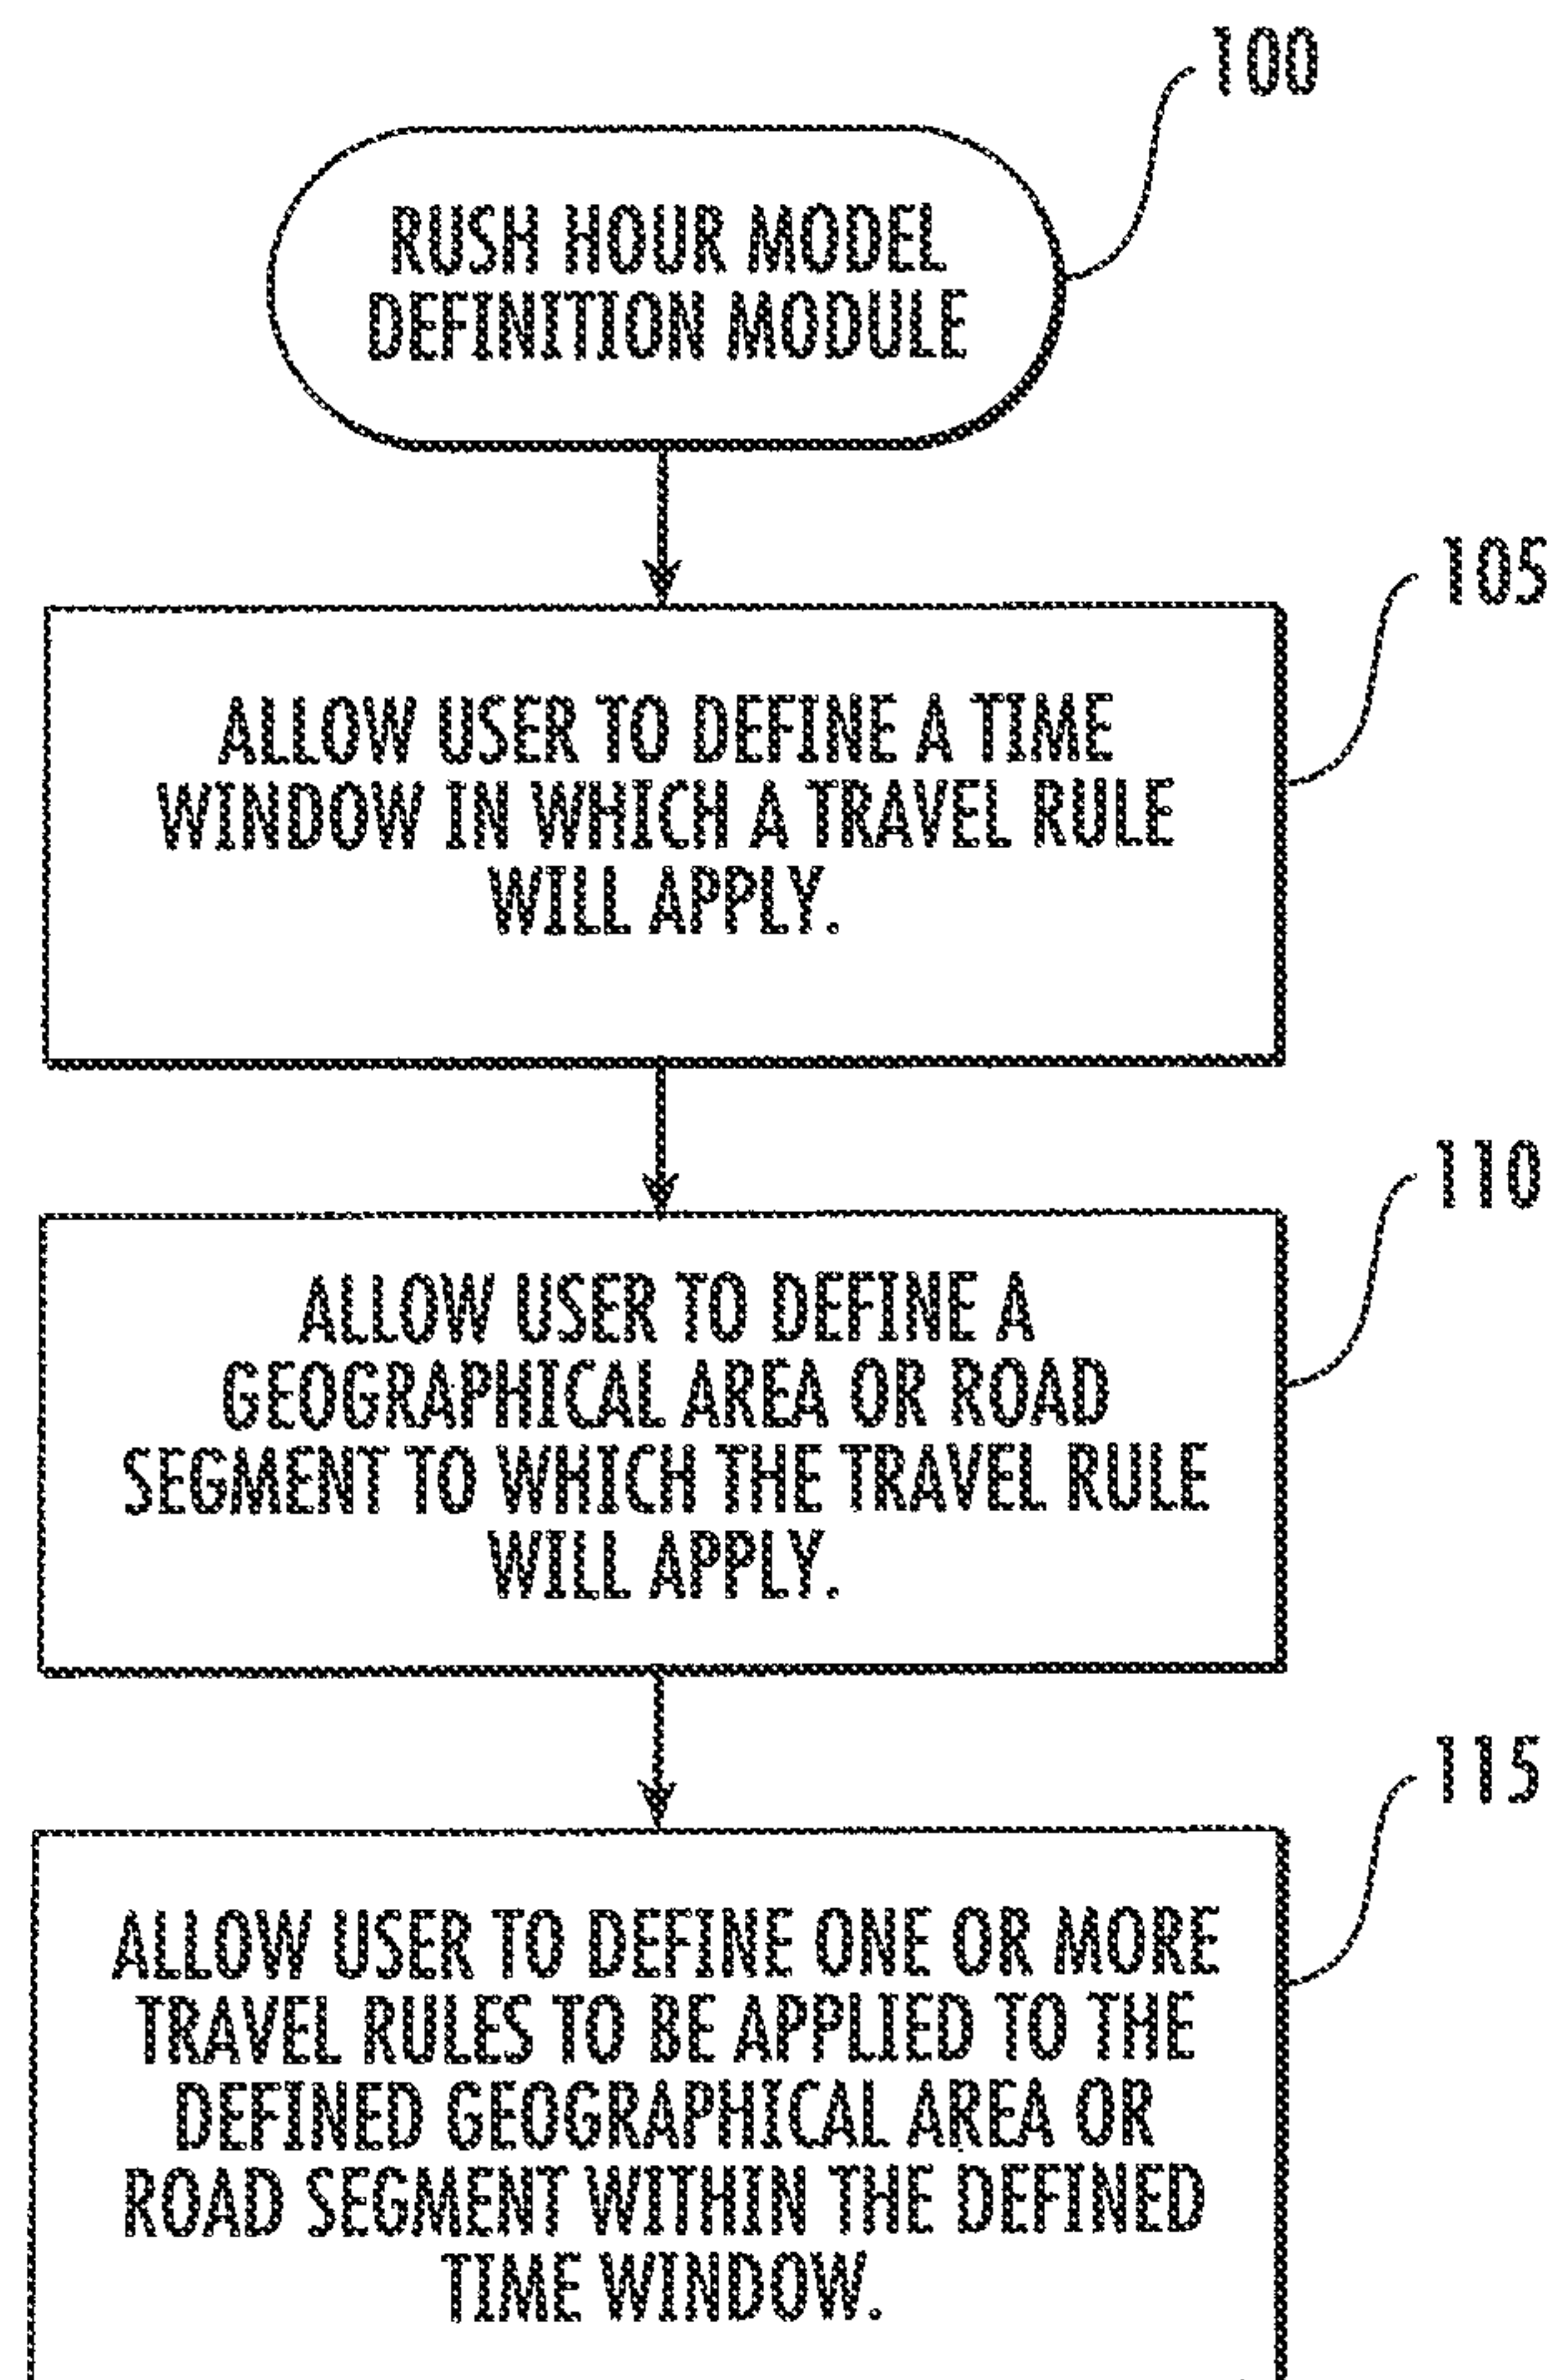 100
RUSH HOUR MODEL
DEFINITION MODULE
105
ALLOW USER TO DEFINE A TIME
WINDOW IN WHICH A TRAVEL RULE
WILL APPLY.
110
ALLOW USER TO DEFINE A
GEOGRAPHICAL AREA OR ROAD
SEGMENT TO WHICH THE TRAVEL RULE
WILL APPLY.
115
ALLOW USER TO DEFINE ONE OR MORE
TRAVEL RULES TO BE APPLIED TO THE
DEFINED GEOGRAPHICAL AREA OR
ROAD SEGMENT WITHIN THE DEFINED
TIME WINDOW.